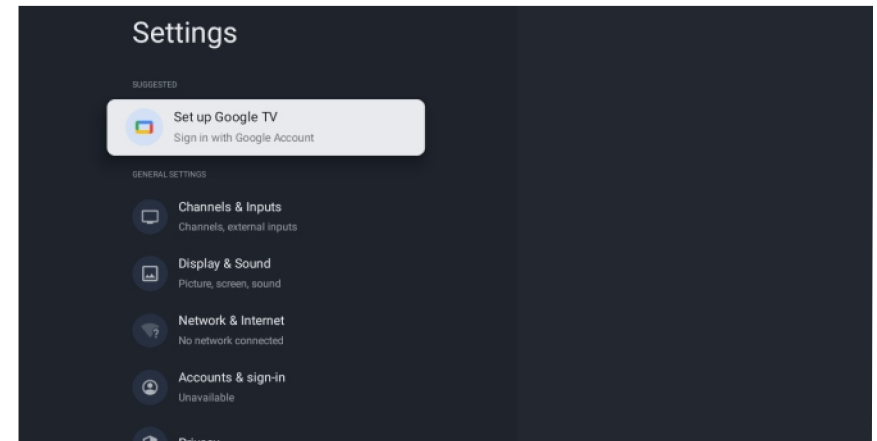 Settings
SUGGESTED
Set up Google TV
Sign in with Google Account
GENERAL SETTINGS
Channels & Inputs
Channels, external inputs
Display & Sound
Picture, screen, sound
Network & Internet
?
No network connected
Accounts & sign-in
Unavailable
Privacy